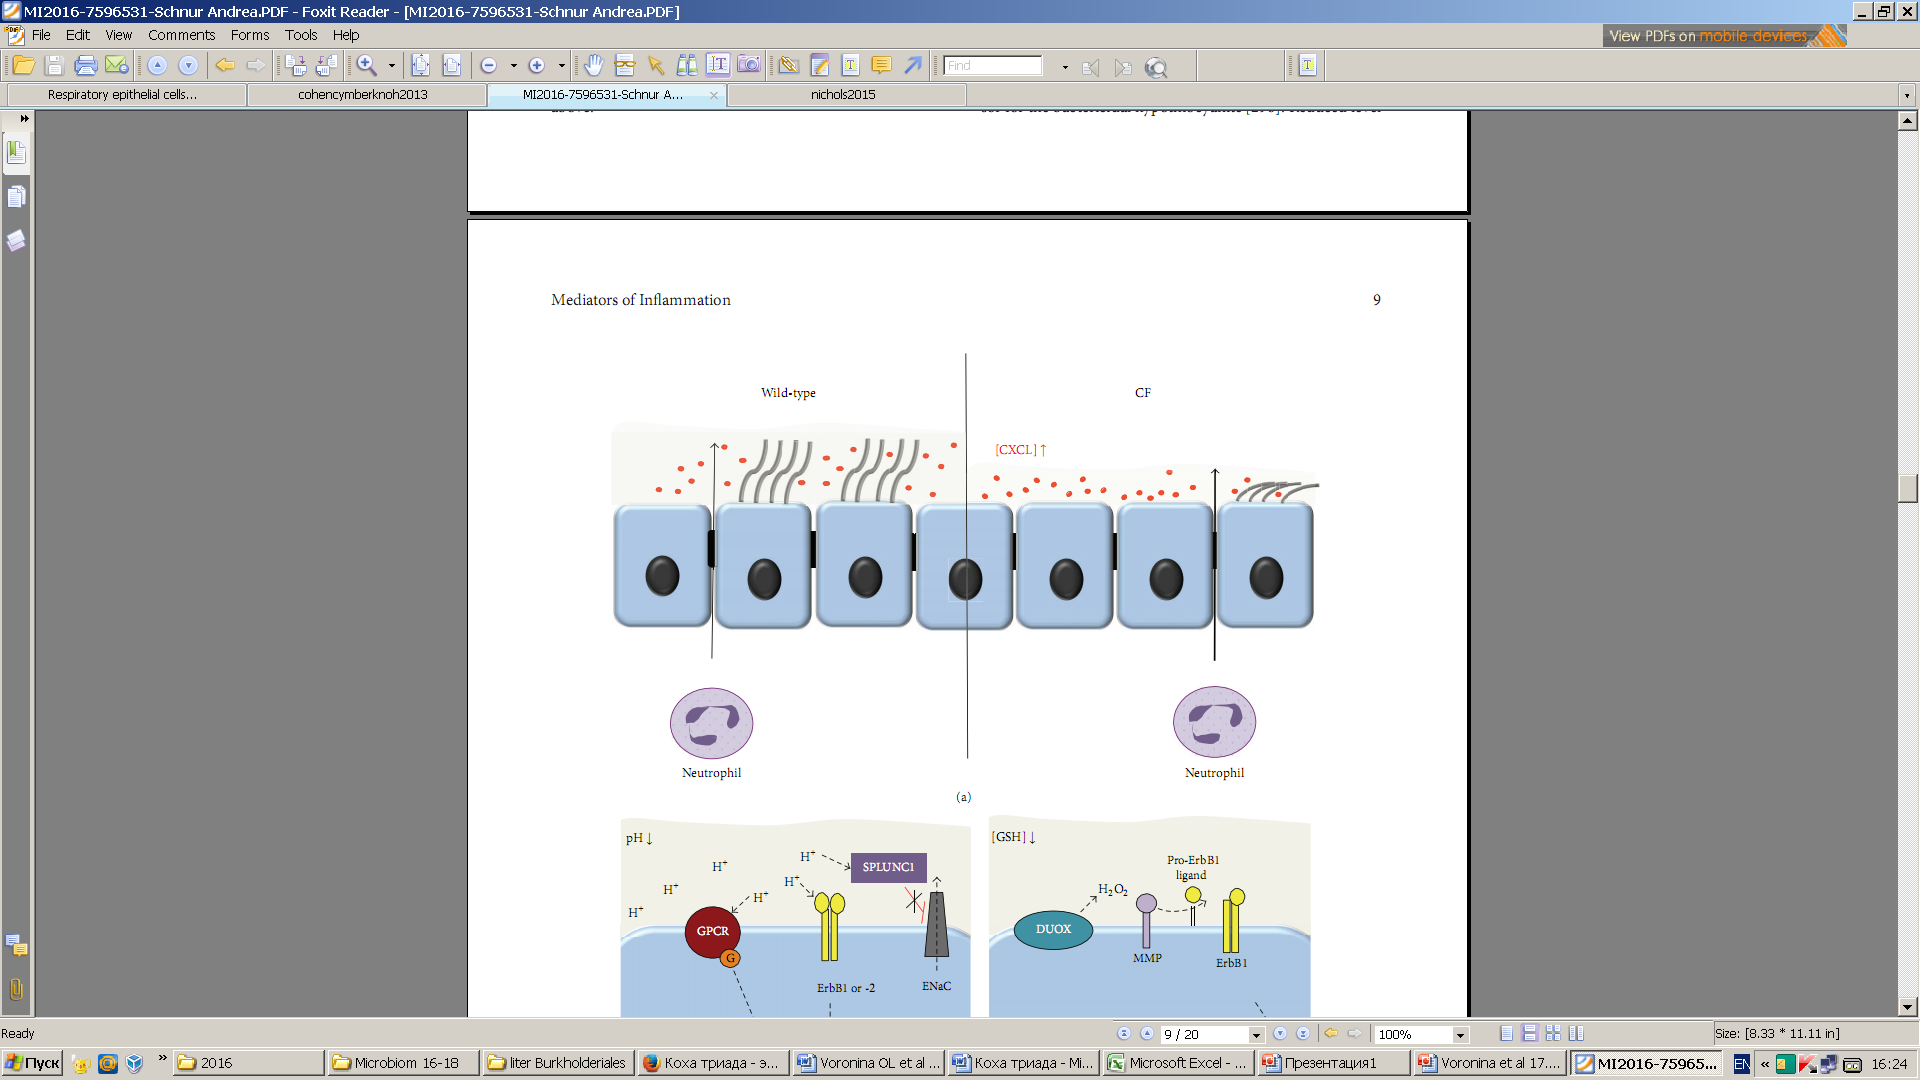 MI2016-7596531-Schnur Andrea.PDF - Foxit Reader - [MI2016-7596531-Schnur Andrea.PDF]
File Edit View Comments Forms Tools Help
View PDFs on mobile devices
Find
Respiratory epithelial cells... cohencymberknoh2013 MI2016-7596531-Schnur A... nichols2015
Mediators of Inflammation 9
Wild-type CF
[CXCL]↑
Neutrophil Neutrophil
(a)
pH↓ [GSH]↓
H+ SPLUNC1 Pro-ErbB1
ligand
H+
H+
H+ H+ H2O2
H+
GPCR DUOX
G MMP ErbB1
ErbB1 or -2 ENaC
Ready 9 / 20 100% Size: [8.33 * 11.11 in]
Пуск » 2016 Microbiom 16-18 liter Burkholderiales Коха триада - э... Voronina OL et al ... Коха триада - Mi... Microsoft Excel - ... Презентация1 Voronina et al 17.... MI2016-75965... EN « 16:24